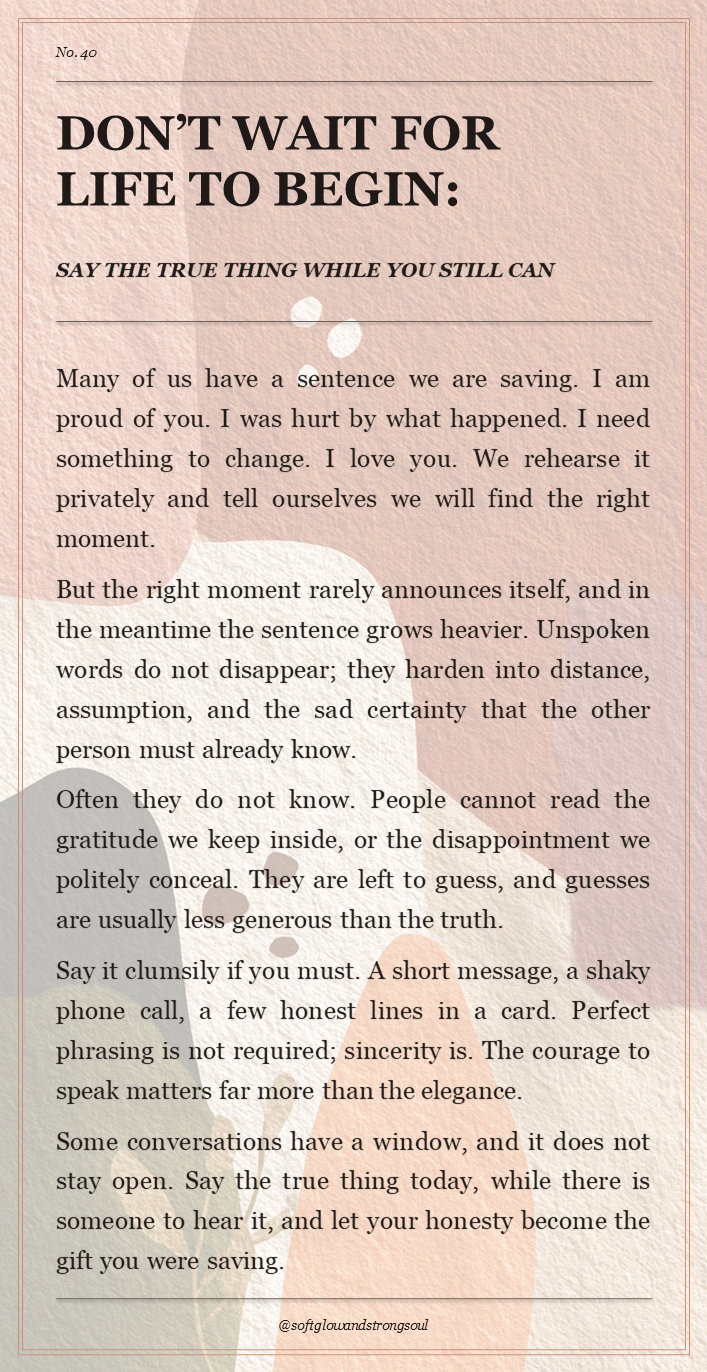 No. 40
DON’T WAIT FOR
LIFE TO BEGIN:
SAY THE TRUE THING WHILE YOU STILL CAN
Many of us have a sentence we are saving. I am
proud of you. I was hurt by what happened. I need
something to change. I love you. We rehearse it
privately and tell ourselves we will find the right
moment.
But the right moment rarely announces itself, and in
the meantime the sentence grows heavier. Unspoken
words do not disappear; they harden into distance,
assumption, and the sad certainty that the other
person must already know.
Often they do not know. People cannot read the
gratitude we keep inside, or the disappointment we
politely conceal. They are left to guess, and guesses
are usually less generous than the truth.
Say it clumsily if you must. A short message, a shaky
phone call, a few honest lines in a card. Perfect
phrasing is not required; sincerity is. The courage to
speak matters far more than the elegance.
Some conversations have a window, and it does not
stay open. Say the true thing today, while there is
someone to hear it, and let your honesty become the
gift you were saving.
@softglowandstrongsoul